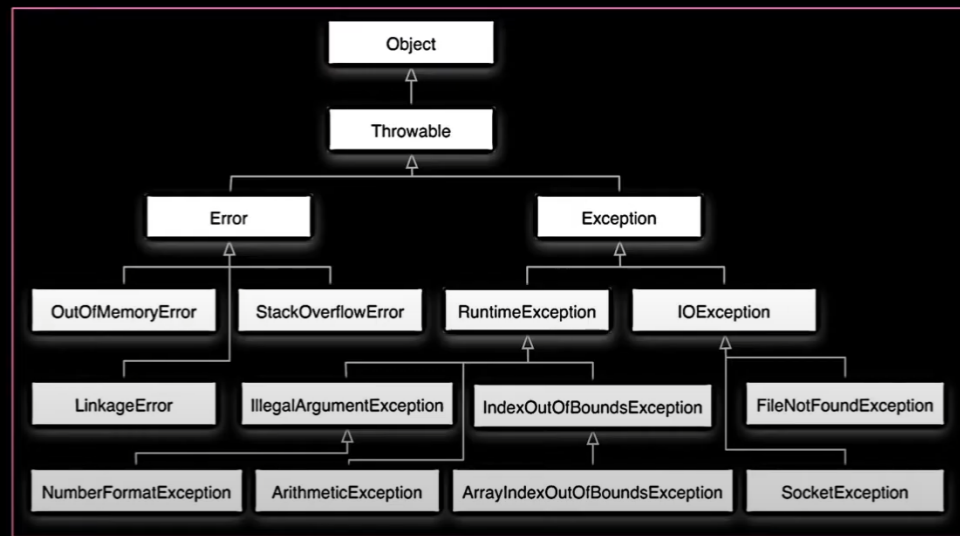 Object
Throwable
Error
Exception
OutOfMemoryError
StackOverflowError
RuntimeException
IOException
LinkageError
IllegalArgumentException
IndexOutOfBoundsException
FileNotFoundException
NumberFormatException
ArithmeticException
ArrayIndexOutOfBoundsException
SocketException